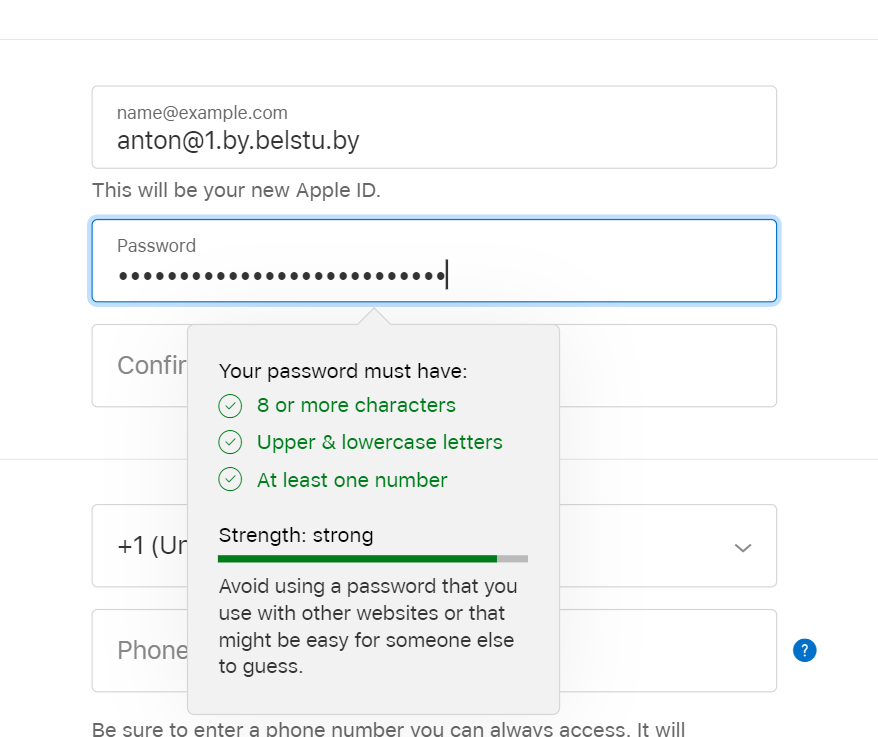 name@example.com
anton@1.by.belstu.by
This will be your new Apple ID.
Password
•••••••••••••••••••••••••••
Confir
Your password must have:
8 or more characters
Upper & lowercase letters
At least one number
+1 (Un
Strength: strong
Avoid using a password that you
use with other websites or that
might be easy for someone else
to guess.
Phone
?
Be sure to enter a phone number you can always access. It will